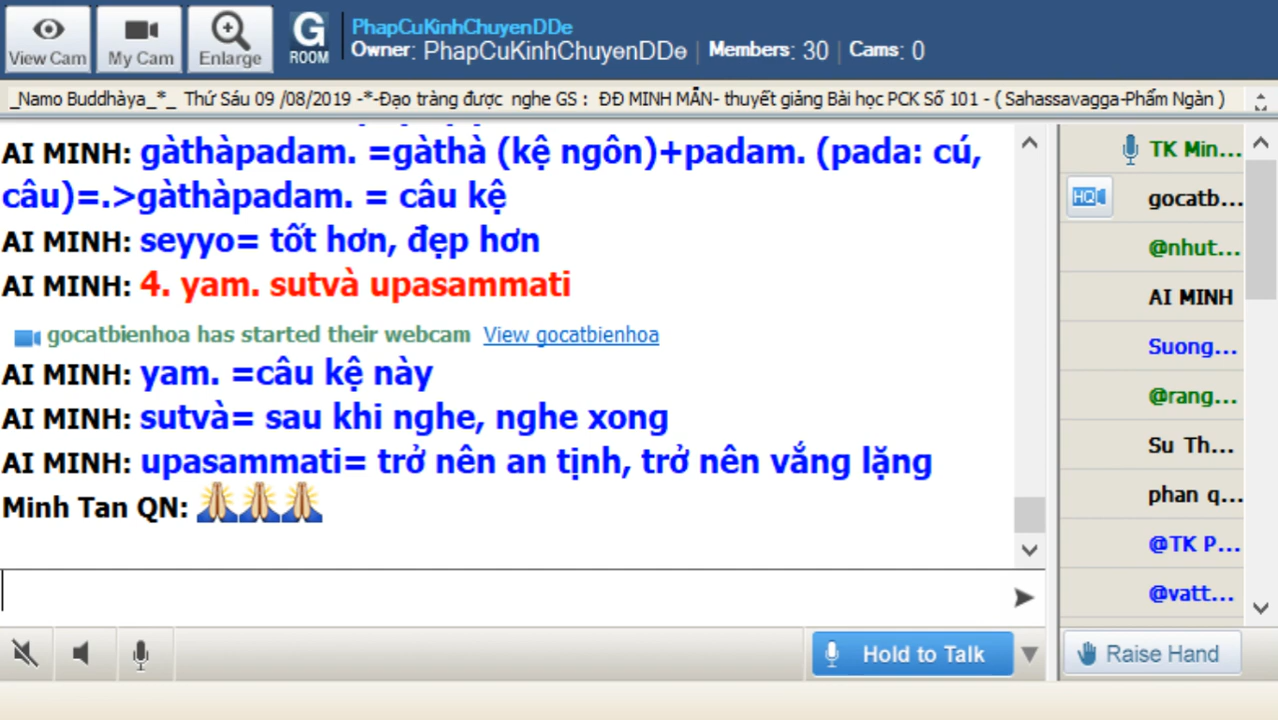 View Cam
My Cam
Enlarge
G
ROOM
PhapCuKinhChuyenDDe
Owner: PhapCuKinhChuyenDDe | Members: 30 | Cams: 0
_Namo Buddhàya_*_ Thứ Sáu 09 /08/2019 -*-Đạo tràng được nghe GS : ĐĐ MINH MẪN- thuyết giảng Bài học PCK Số 101 - ( Sahassavagga-Phẩm Ngàn )
AI MINH: gàthàpadam. =gàthà (kệ ngôn)+padam. (pada: cú,
câu)=.>gàthàpadam. = câu kệ
AI MINH: seyyo= tốt hơn, đẹp hơn
AI MINH: 4. yam. sutvà upasammati
gocatbienhoa has started their webcam View gocatbienhoa
AI MINH: yam. =câu kệ này
AI MINH: sutvà= sau khi nghe, nghe xong
AI MINH: upasammati= trở nên an tịnh, trở nên vắng lặng
Minh Tan QN: 🙏🙏🙏
TK Min...
HQ
gocatb...
@nhut...
AI MINH
Suong...
@rang...
Su Th...
phan q...
@TK P...
@vatt...
Hold to Talk
Raise Hand